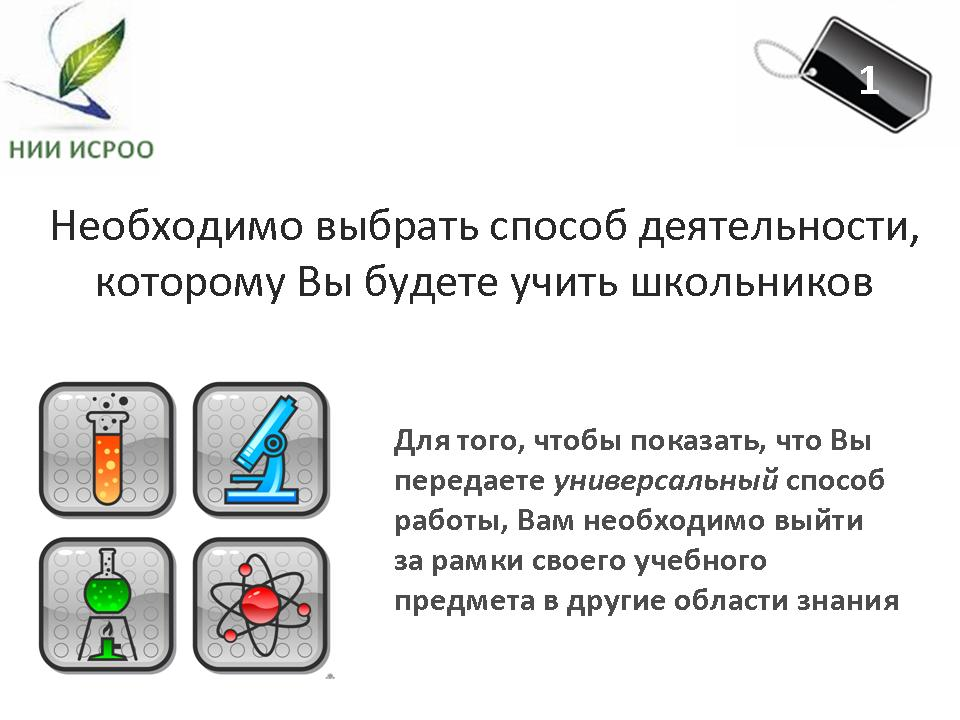 НИИ ИСРОО
1
Необходимо выбрать способ деятельности,
которому Вы будете учить школьников
Для того, чтобы показать, что Вы
передаете универсальный способ
работы, Вам необходимо выйти
за рамки своего учебного
предмета в другие области знания